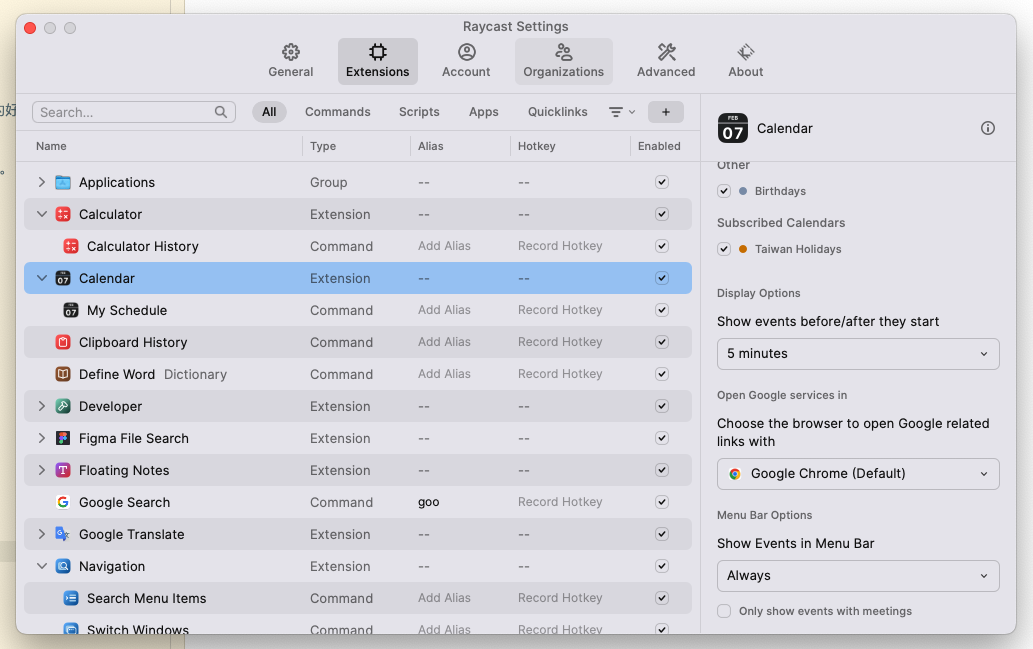 Raycast Settings
General
Extensions
Account
Organizations
Advanced
About
Search...
All
Commands
Scripts
Apps
Quicklinks
+
Name
Type
Alias
Hotkey
Enabled
Applications Group -- --
Calculator Extension -- --
Calculator History Command Add Alias Record Hotkey
Calendar Extension -- --
My Schedule Command Add Alias Record Hotkey
Clipboard History Command Add Alias Record Hotkey
Define Word Dictionary Command Add Alias Record Hotkey
Developer Extension -- --
Figma File Search Extension -- --
Floating Notes Extension -- --
Google Search Command goo Record Hotkey
Google Translate Extension -- --
Navigation Extension -- --
Search Menu Items Command Add Alias Record Hotkey
Switch Windows Command Add Alias Record Hotkey
FEB
07
Calendar
Other
Birthdays
Subscribed Calendars
Taiwan Holidays
Display Options
Show events before/after they start
5 minutes
Open Google services in
Choose the browser to open Google related
links with
Google Chrome (Default)
Menu Bar Options
Show Events in Menu Bar
Always
Only show events with meetings